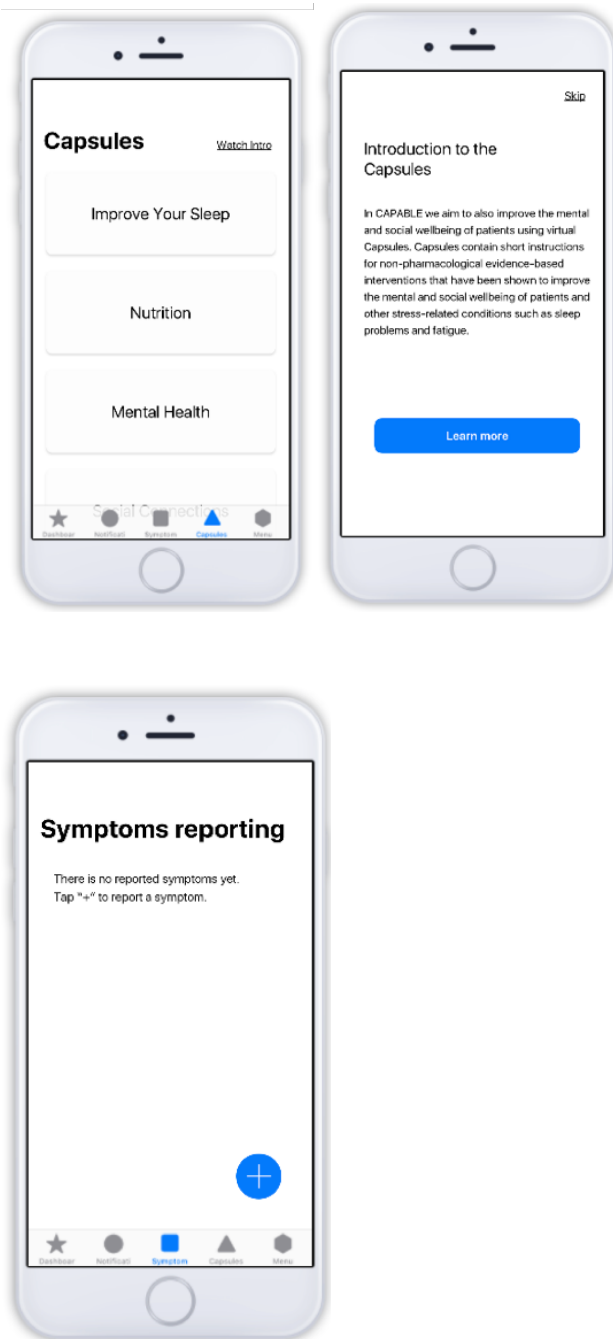 Capsules
Watch Intro
Improve Your Sleep
Nutrition
Mental Health
Social Connections
Dashboar
Notificati
Symptom
Capsules
Menu
Skip
Introduction to the
Capsules
In CAPABLE we aim to also improve the mental
and social wellbeing of patients using virtual
Capsules. Capsules contain short instructions
for non-pharmacological evidence-based
interventions that have been shown to improve
the mental and social wellbeing of patients and
other stress-related conditions such as sleep
problems and fatigue.
Learn more
Symptoms reporting
There is no reported symptoms yet.
Tap "+" to report a symptom.
Dashboar
Notificati
Symptom
Capsules
Menu